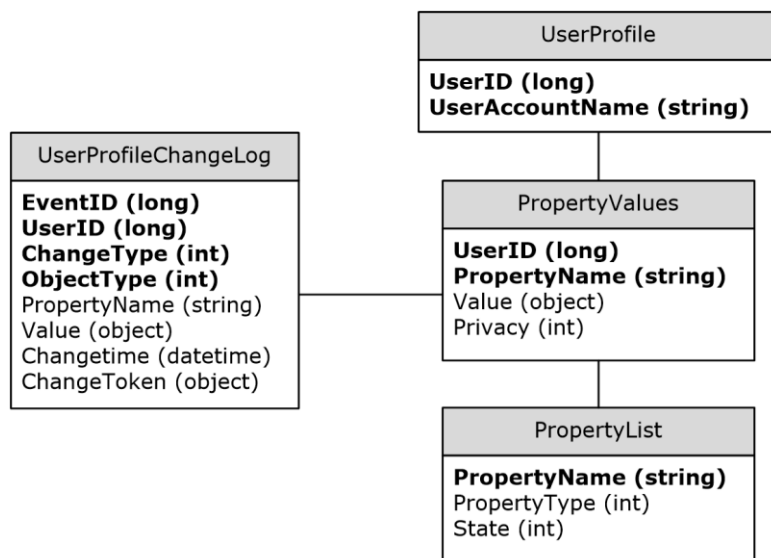 UserProfile
UserID (long)
UserAccountName (string)
UserProfileChangeLog
EventID (long)
UserID (long)
ChangeType (int)
ObjectType (int)
PropertyName (string)
Value (object)
Changetime (datetime)
ChangeToken (object)
PropertyValues
UserID (long)
PropertyName (string)
Value (object)
Privacy (int)
PropertyList
PropertyName (string)
PropertyType (int)
State (int)